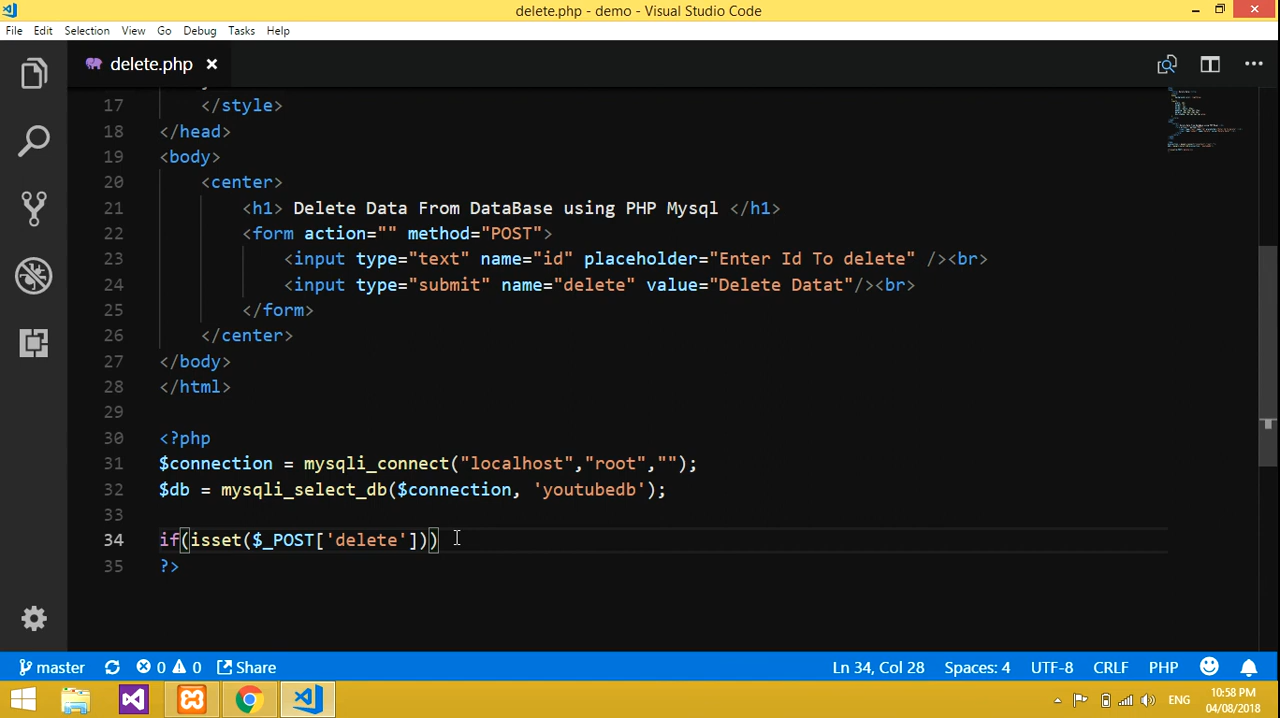 delete.php - demo - Visual Studio Code
File Edit Selection View Go Debug Tasks Help
delete.php
17 </style>
18 </head>
19 <body>
20 <center>
21 <h1> Delete Data From DataBase using PHP Mysql </h1>
22 <form action="" method="POST">
23 <input type="text" name="id" placeholder="Enter Id To delete" /><br>
24 <input type="submit" name="delete" value="Delete Datat"/><br>
25 </form>
26 </center>
27 </body>
28 </html>
29
30 <?php
31 $connection = mysqli_connect("localhost","root","");
32 $db = mysqli_select_db($connection, 'youtubedb');
33
34 if(isset($_POST['delete']))
35 ?>
master 0 0 Share Ln 34, Col 28 Spaces: 4 UTF-8 CRLF PHP
ENG 10:58 PM
04/08/2018